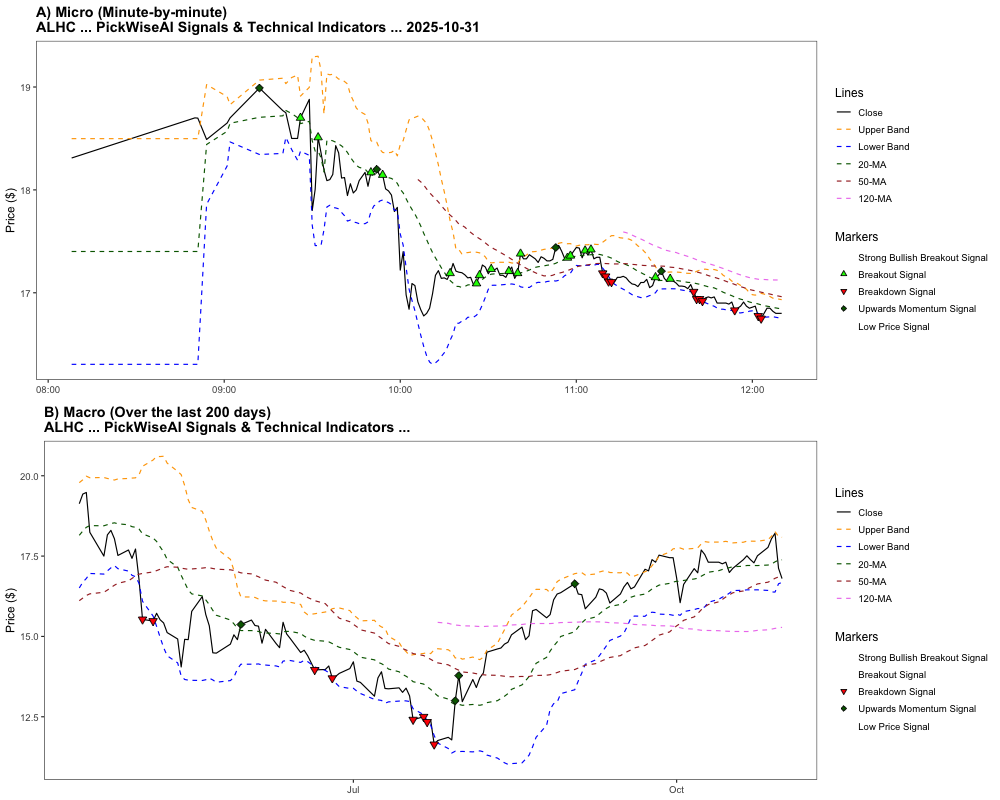 A) Micro (Minute-by-minute)
ALHC ... PickWiseAI Signals & Technical Indicators ... 2025-10-31
Price ($)
19
18
17
08:00
09:00
10:00
11:00
12:00
Lines
Close
Upper Band
Lower Band
20-MA
50-MA
120-MA
Markers
Strong Bullish Breakout Signal
Breakout Signal
Breakdown Signal
Upwards Momentum Signal
Low Price Signal
B) Macro (Over the last 200 days)
ALHC ... PickWiseAI Signals & Technical Indicators ...
Price ($)
20.0
17.5
15.0
12.5
Jul
Oct
Lines
Close
Upper Band
Lower Band
20-MA
50-MA
120-MA
Markers
Strong Bullish Breakout Signal
Breakout Signal
Breakdown Signal
Upwards Momentum Signal
Low Price Signal